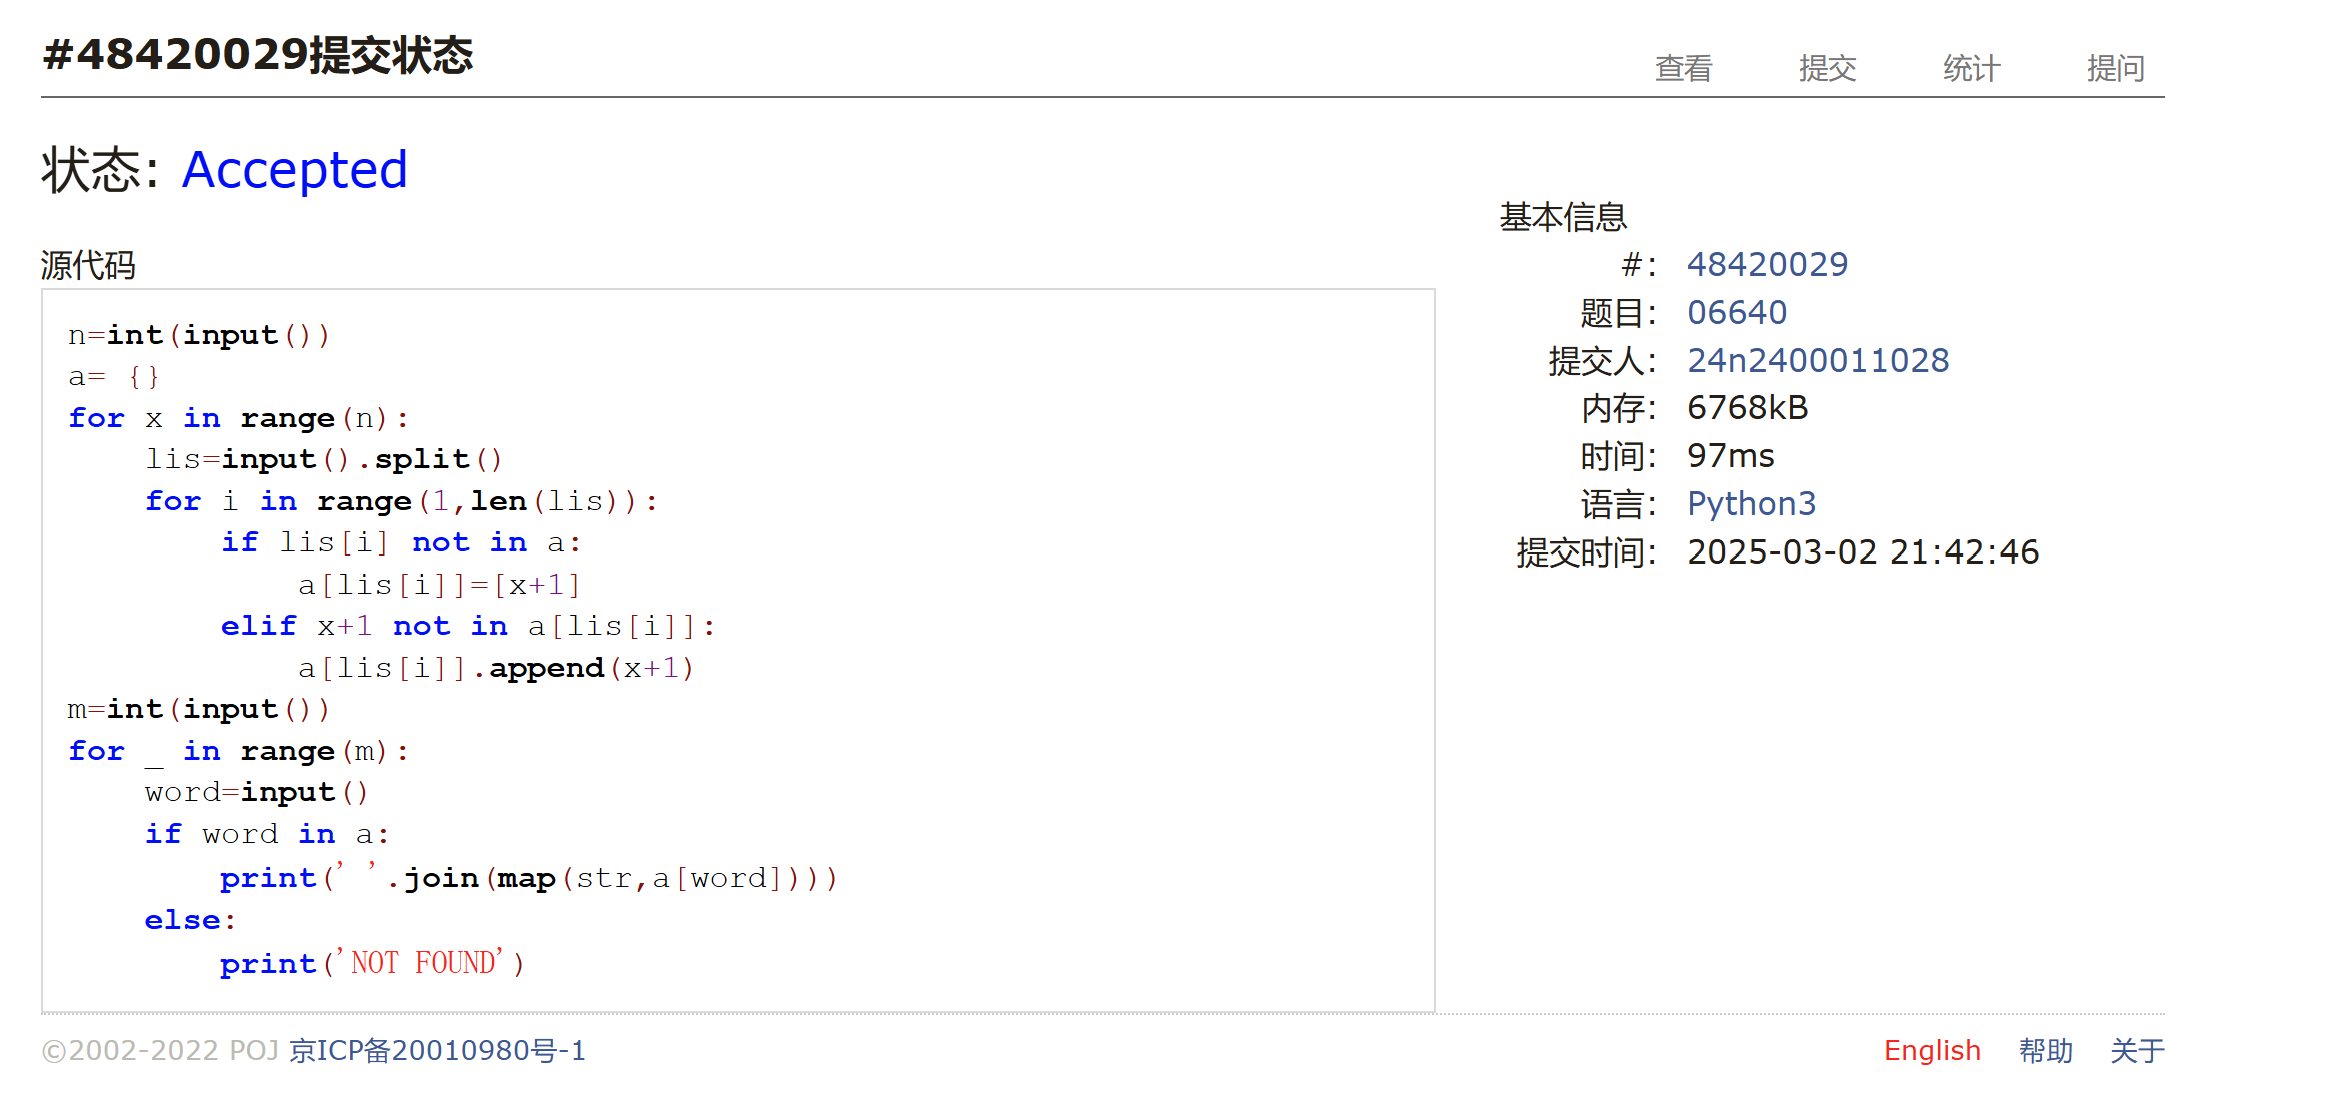 #48420029提交状态
查看 提交 统计 提问
状态: Accepted
源代码
n=int(input())
a= {}
for x in range(n):
    lis=input().split()
    for i in range(1,len(lis)):
        if lis[i] not in a:
            a[lis[i]]=[x+1]
        elif x+1 not in a[lis[i]]:
            a[lis[i]].append(x+1)
m=int(input())
for _ in range(m):
    word=input()
    if word in a:
        print(' '.join(map(str,a[word])))
    else:
        print('NOT FOUND')
基本信息
#: 48420029
题目: 06640
提交人: 24n2400011028
内存: 6768kB
时间: 97ms
语言: Python3
提交时间: 2025-03-02 21:42:46
©2002-2022 POJ 京ICP备20010980号-1
English 帮助 关于